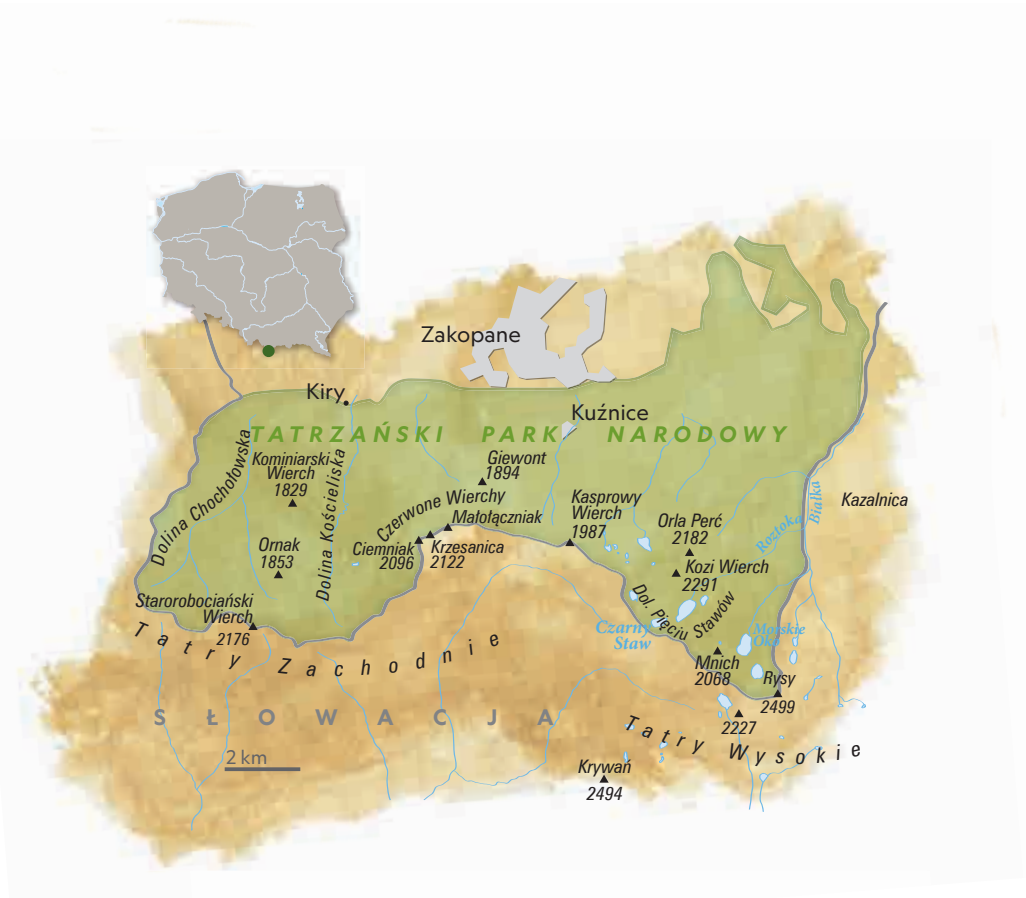 Zakopane
Kiry
Kuźnice
TATRZAŃSKI PARK NARODOWY
Dolina Chochołowska
Kominiarski
Wierch
1829
Dolina Kościeliska
Giewont
1894
Czerwone Wierchy
Małołączniak
Kasprowy
Wierch
1987
Kazalnica
Białka
Roztoka
Orla Perć
2182
Ornak
1853
Ciemniak
2096
Krzesanica
2122
Kozi Wierch
2291
Dol. Pięciu Stawów
Starorobociański
Wierch
2176
Czarny
Staw
Morskie
Oko
Mnich
2068
Rysy
2499
Tatry Zachodnie
SŁOWACJA
2227
Tatry Wysokie
2 km
Krywań
2494